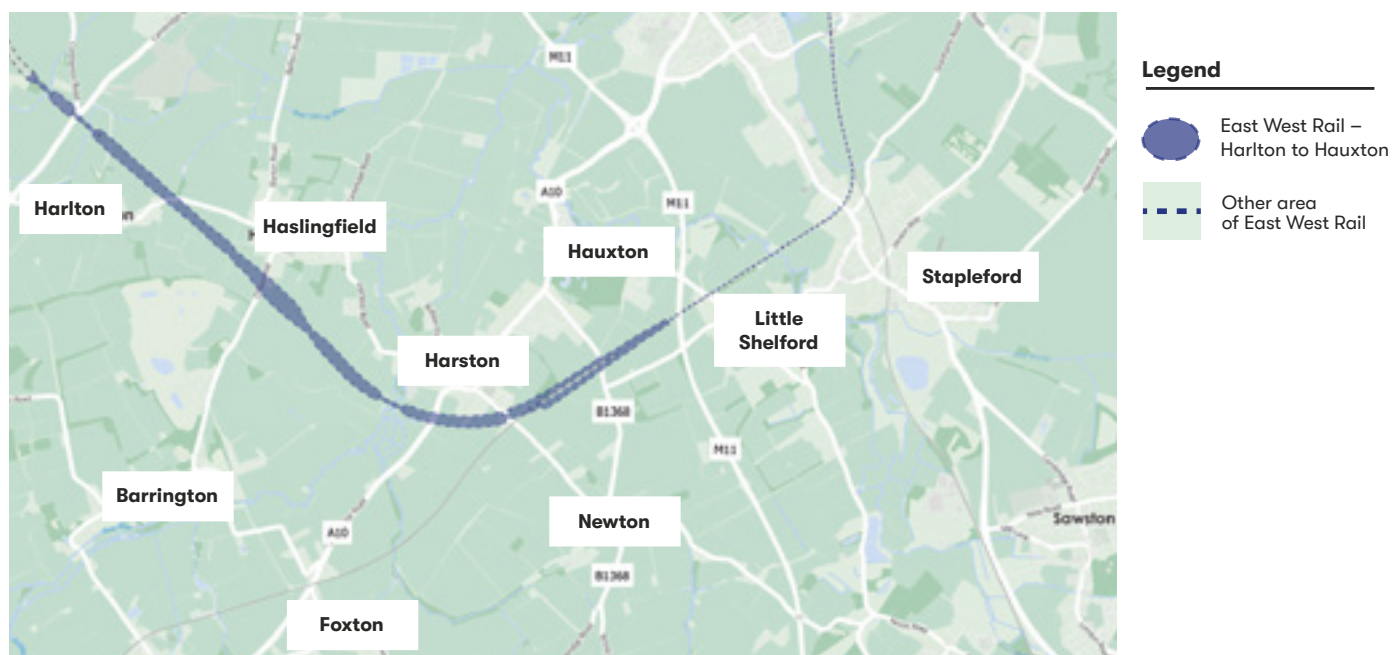 M11
Legend
East West Rail –
Harlton to Hauxton
Other area
of East West Rail
Harlton
Haslingfield
A10
M11
Hauxton
Stapleford
Little
Shelford
Harston
B1368
M11
Barrington
Newton
Sawston
A10
B1368
Foxton